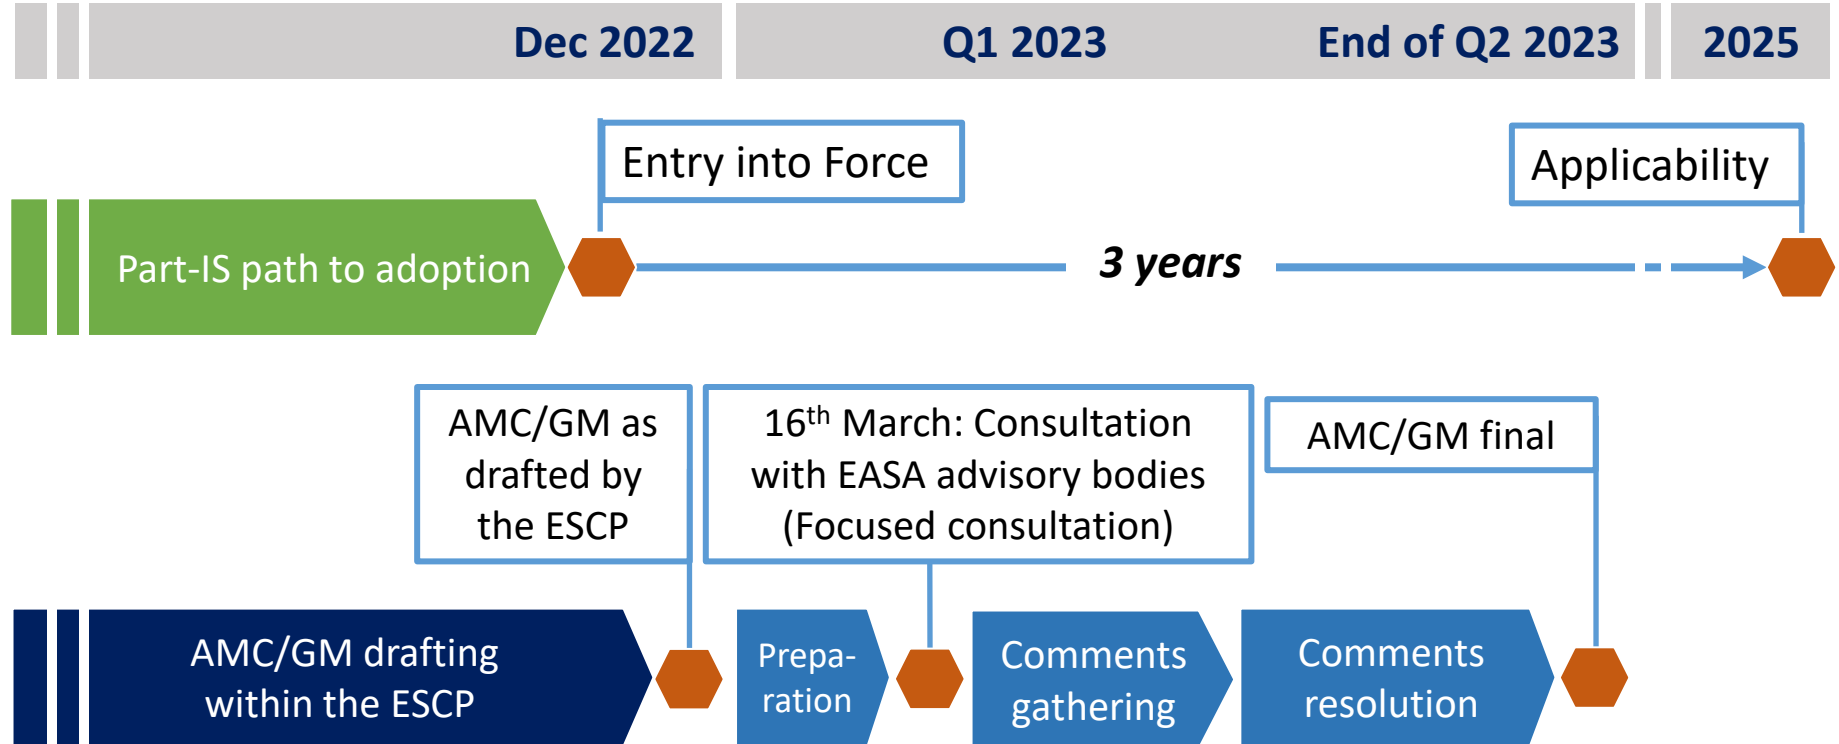 Dec 2022
Q1 2023
End of Q2 2023
2025
Entry into Force
Applicability
Part-IS path to adoption
3 years
AMC/GM as
drafted by
the ESCP
16th March: Consultation
with EASA advisory bodies
(Focused consultation)
AMC/GM final
AMC/GM drafting
within the ESCP
Prepa-
ration
Comments
gathering
Comments
resolution